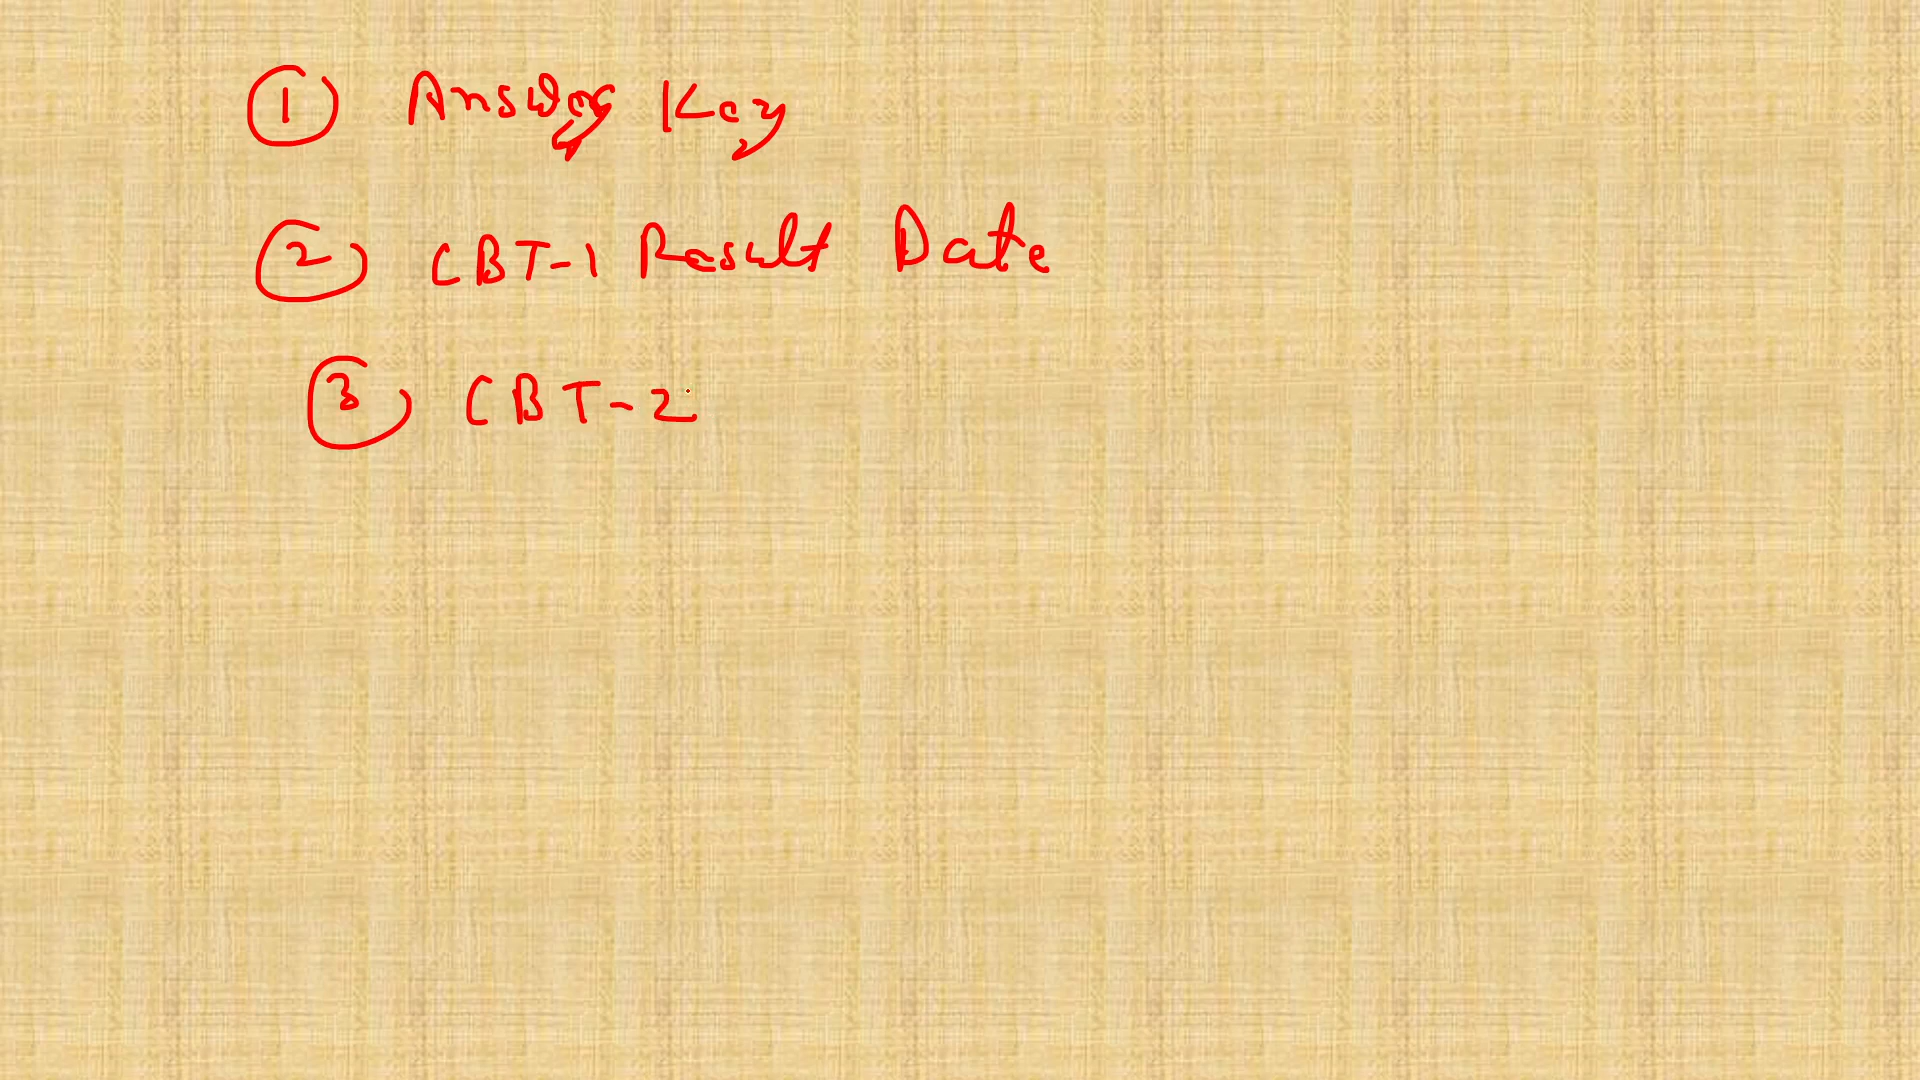 ① Answer Key
② CBT-1 Result Date
③ CBT-2